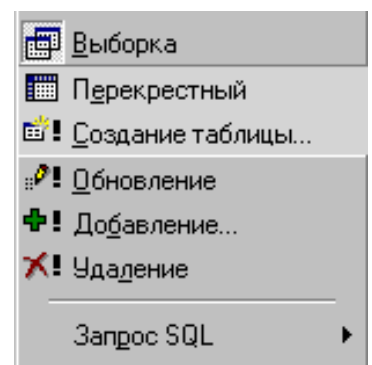 Выборка
Перекрестный
Создание таблицы...
Обновление
Добавление...
Удаление
Запрос SQL